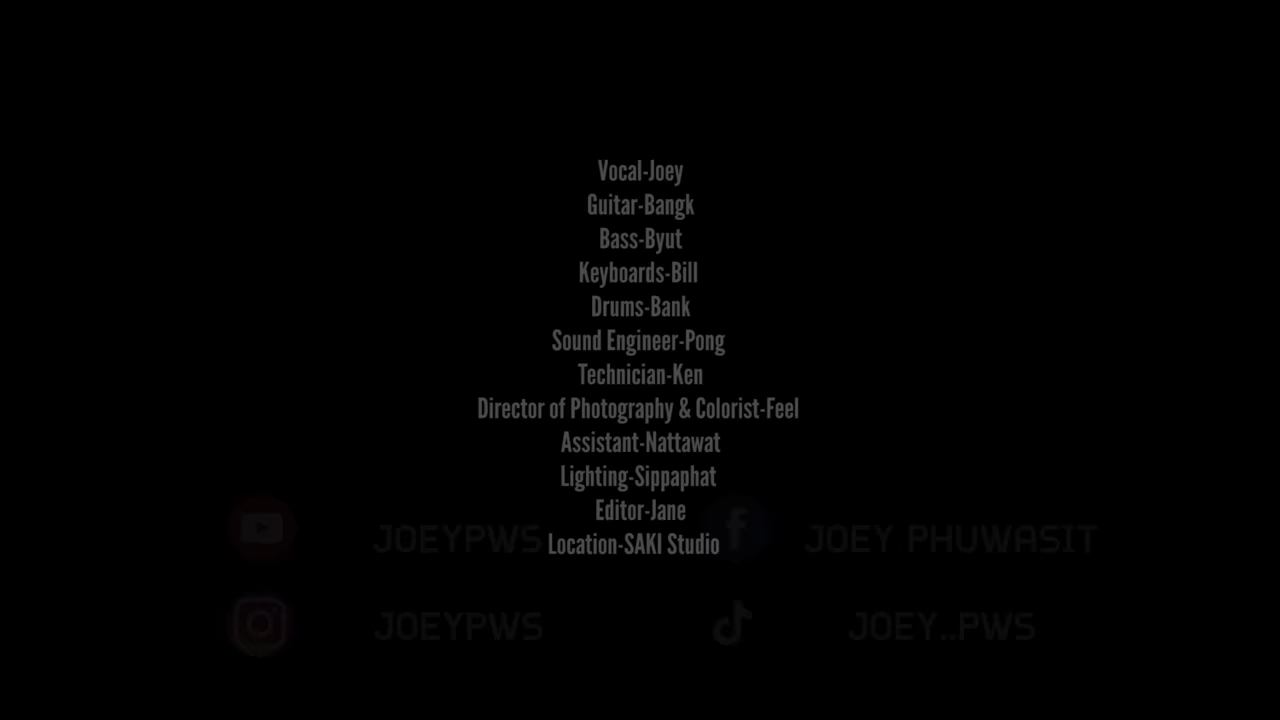 Vocal-Joey
Guitar-Bangk
Bass-Byut
Keyboards-Bill
Drums-Bank
Sound Engineer-Pong
Technician-Ken
Director of Photography & Colorist-Feel
Assistant-Nattawat
Lighting-Sippaphat
Editor-Jane
Location-SAKI Studio
JOEYPWS
JOEY PHUWASIT
JOEYPWS
JOEY..PWS